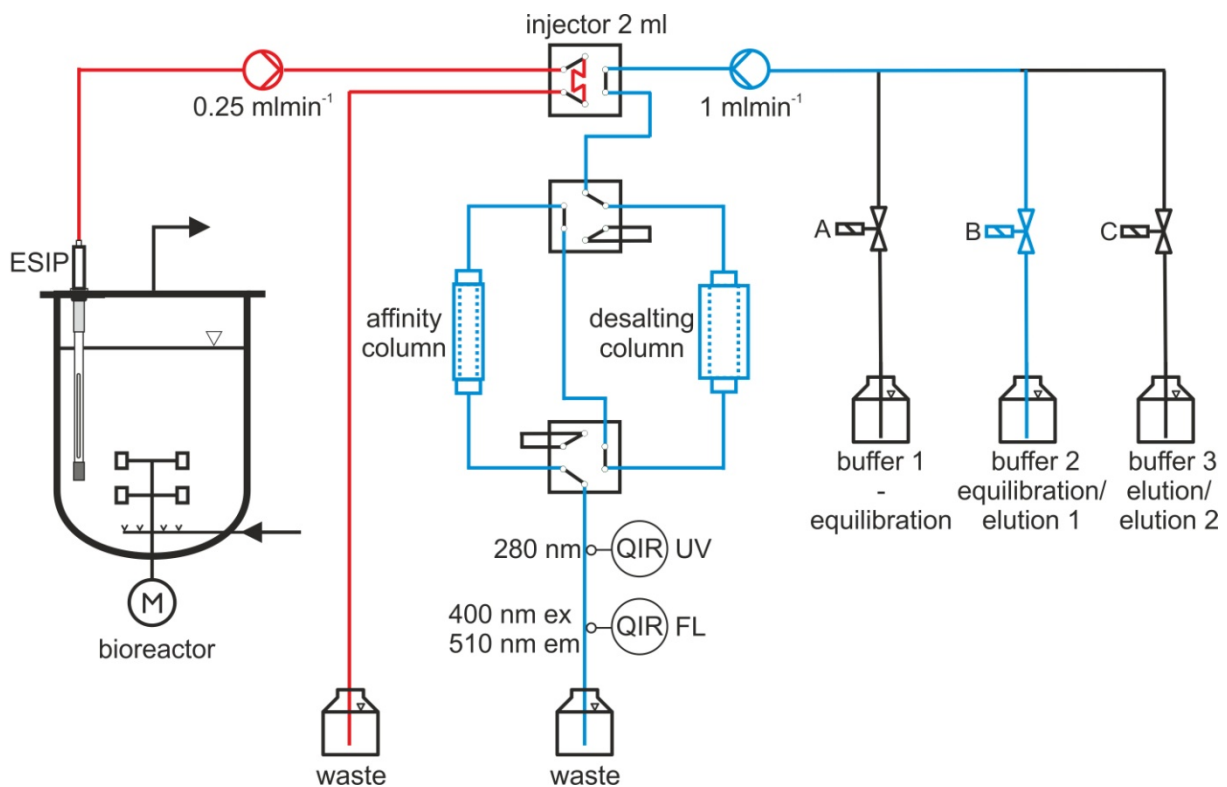 injector 2 ml
0.25 mlmin⁻¹
1 mlmin⁻¹
ESIP
A
B
C
affinity
column
desalting
column
buffer 1
-
equilibration
buffer 2
equilibration/
elution 1
buffer 3
elution/
elution 2
280 nm
QIR
UV
400 nm ex
510 nm em
QIR
FL
M
bioreactor
waste
waste